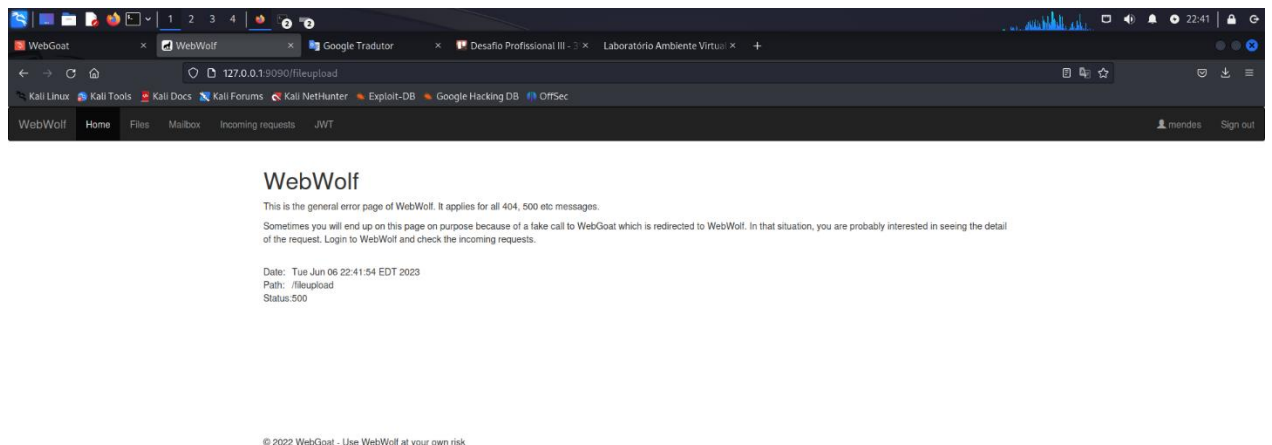 1 2 3 4 22:41
WebGoat WebWolf Google Tradutor Desafio Profissional III - 3 Laboratório Ambiente Virtual
127.0.0.1:9090/fileupload
Kali Linux Kali Tools Kali Docs Kali Forums Kali NetHunter Exploit-DB Google Hacking DB OffSec
WebWolf Home Files Mailbox Incoming requests JWT mendes Sign out
WebWolf
This is the general error page of WebWolf. It applies for all 404, 500 etc messages.
Sometimes you will end up on this page on purpose because of a fake call to WebGoat which is redirected to WebWolf. In that situation, you are probably interested in seeing the detail
of the request. Login to WebWolf and check the incoming requests.
Date: Tue Jun 06 22:41:54 EDT 2023
Path: /fileupload
Status:500
© 2022 WebGoat - Use WebWolf at your own risk